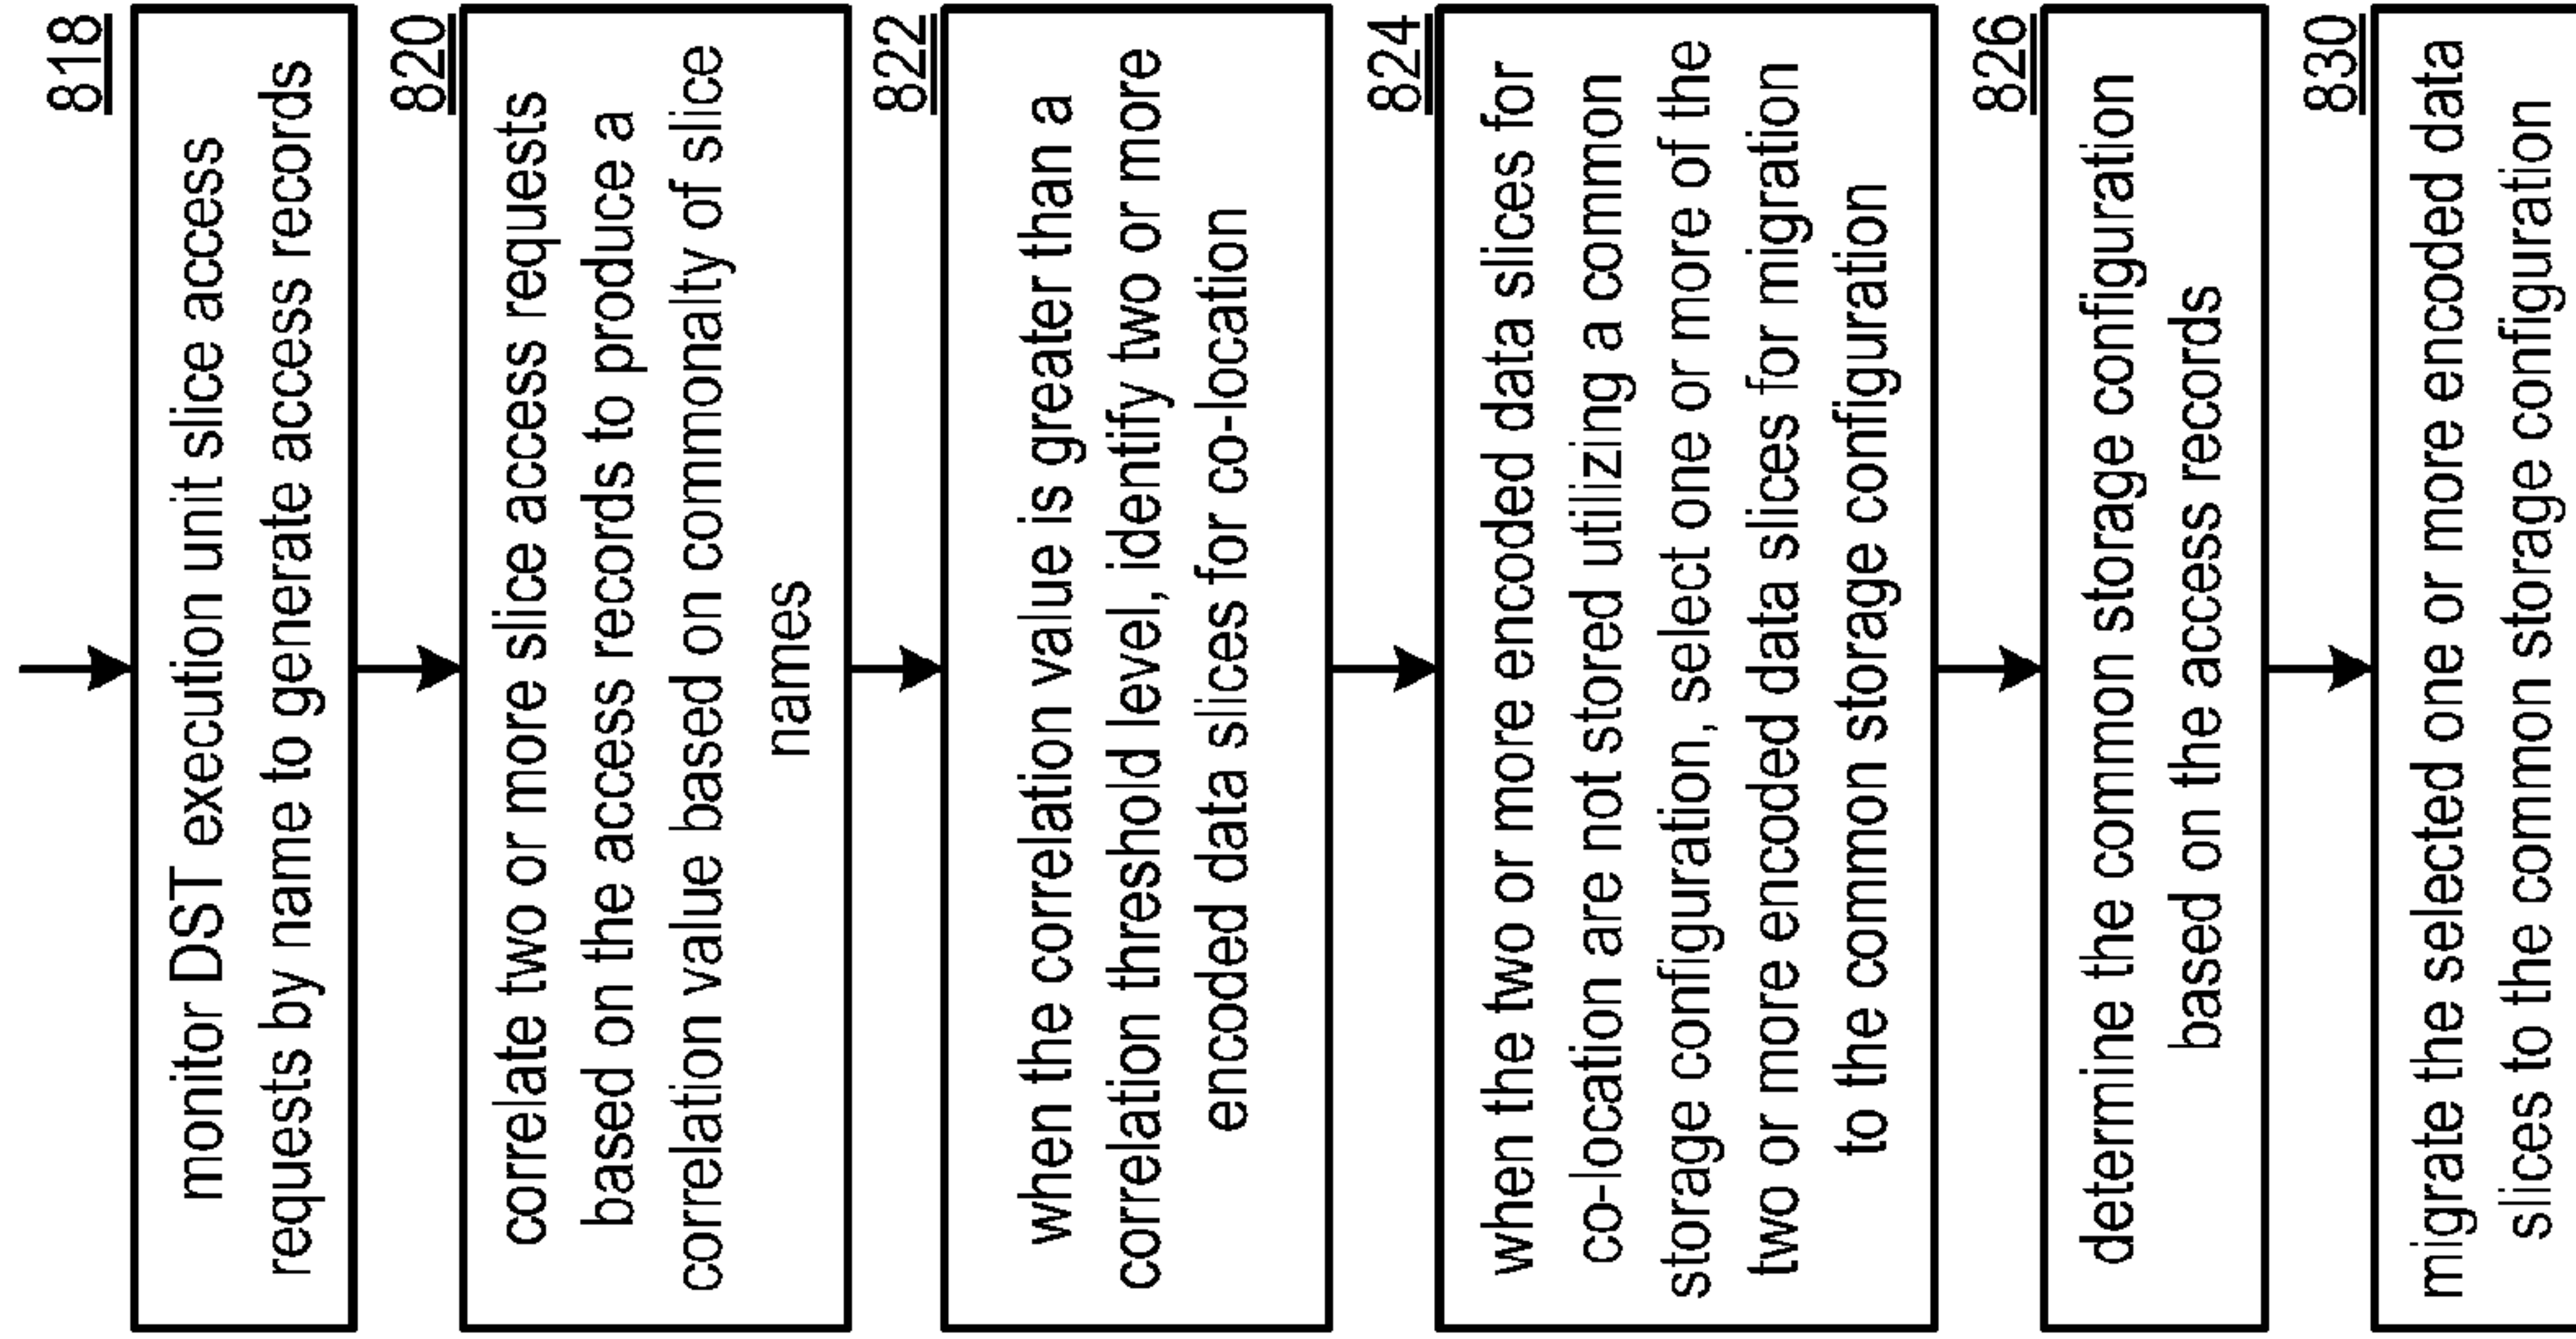 818
monitor DST execution unit slice access
requests by name to generate access records
820
correlate two or more slice access requests
based on the access records to produce a
correlation value based on commonalty of slice
names
822
when the correlation value is greater than a
correlation threshold level, identify two or more
encoded data slices for co-location
824
when the two or more encoded data slices for
co-location are not stored utilizing a common
storage configuration, select one or more of the
two or more encoded data slices for migration
to the common storage configuration
826
determine the common storage configuration
based on the access records
830
migrate the selected one or more encoded data
slices to the common storage configuration